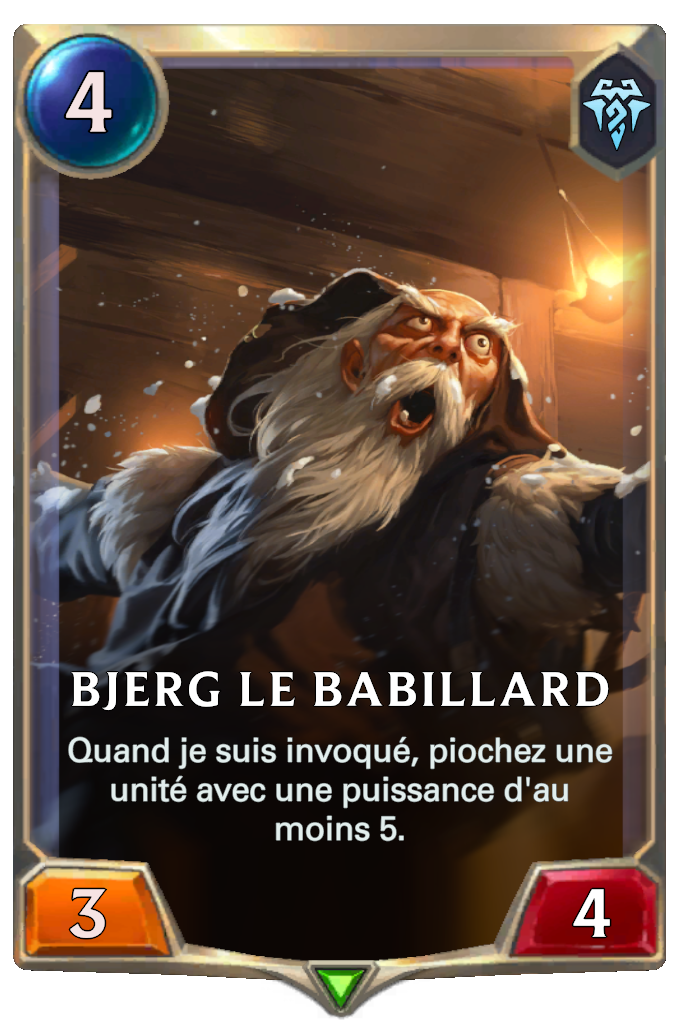 4
BJERG LE BABILLARD
Quand je suis invoqué, piochez une
unité avec une puissance d'au
moins 5.
3
4